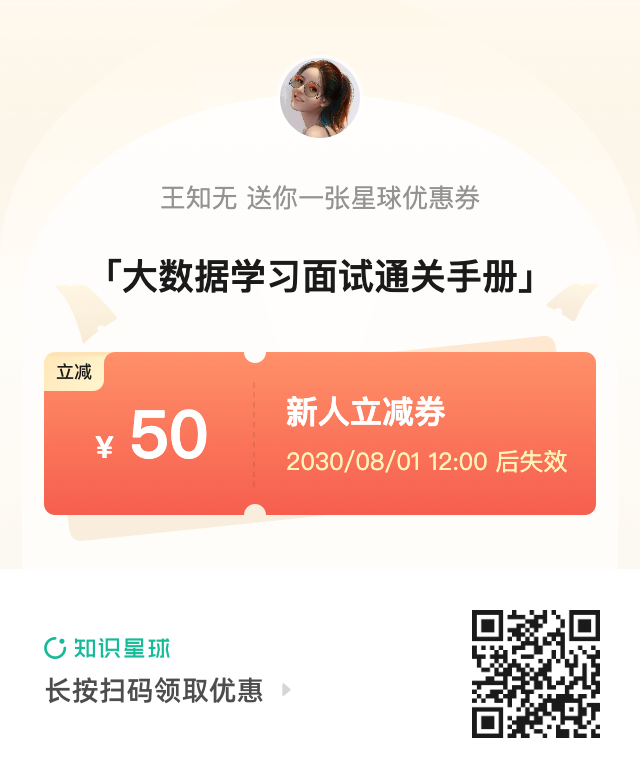 王知无 送你一张星球优惠券
「大数据学习面试通关手册」
立减
¥ 50
新人立减券
2030/08/01 12:00 后失效
知识星球
长按扫码领取优惠